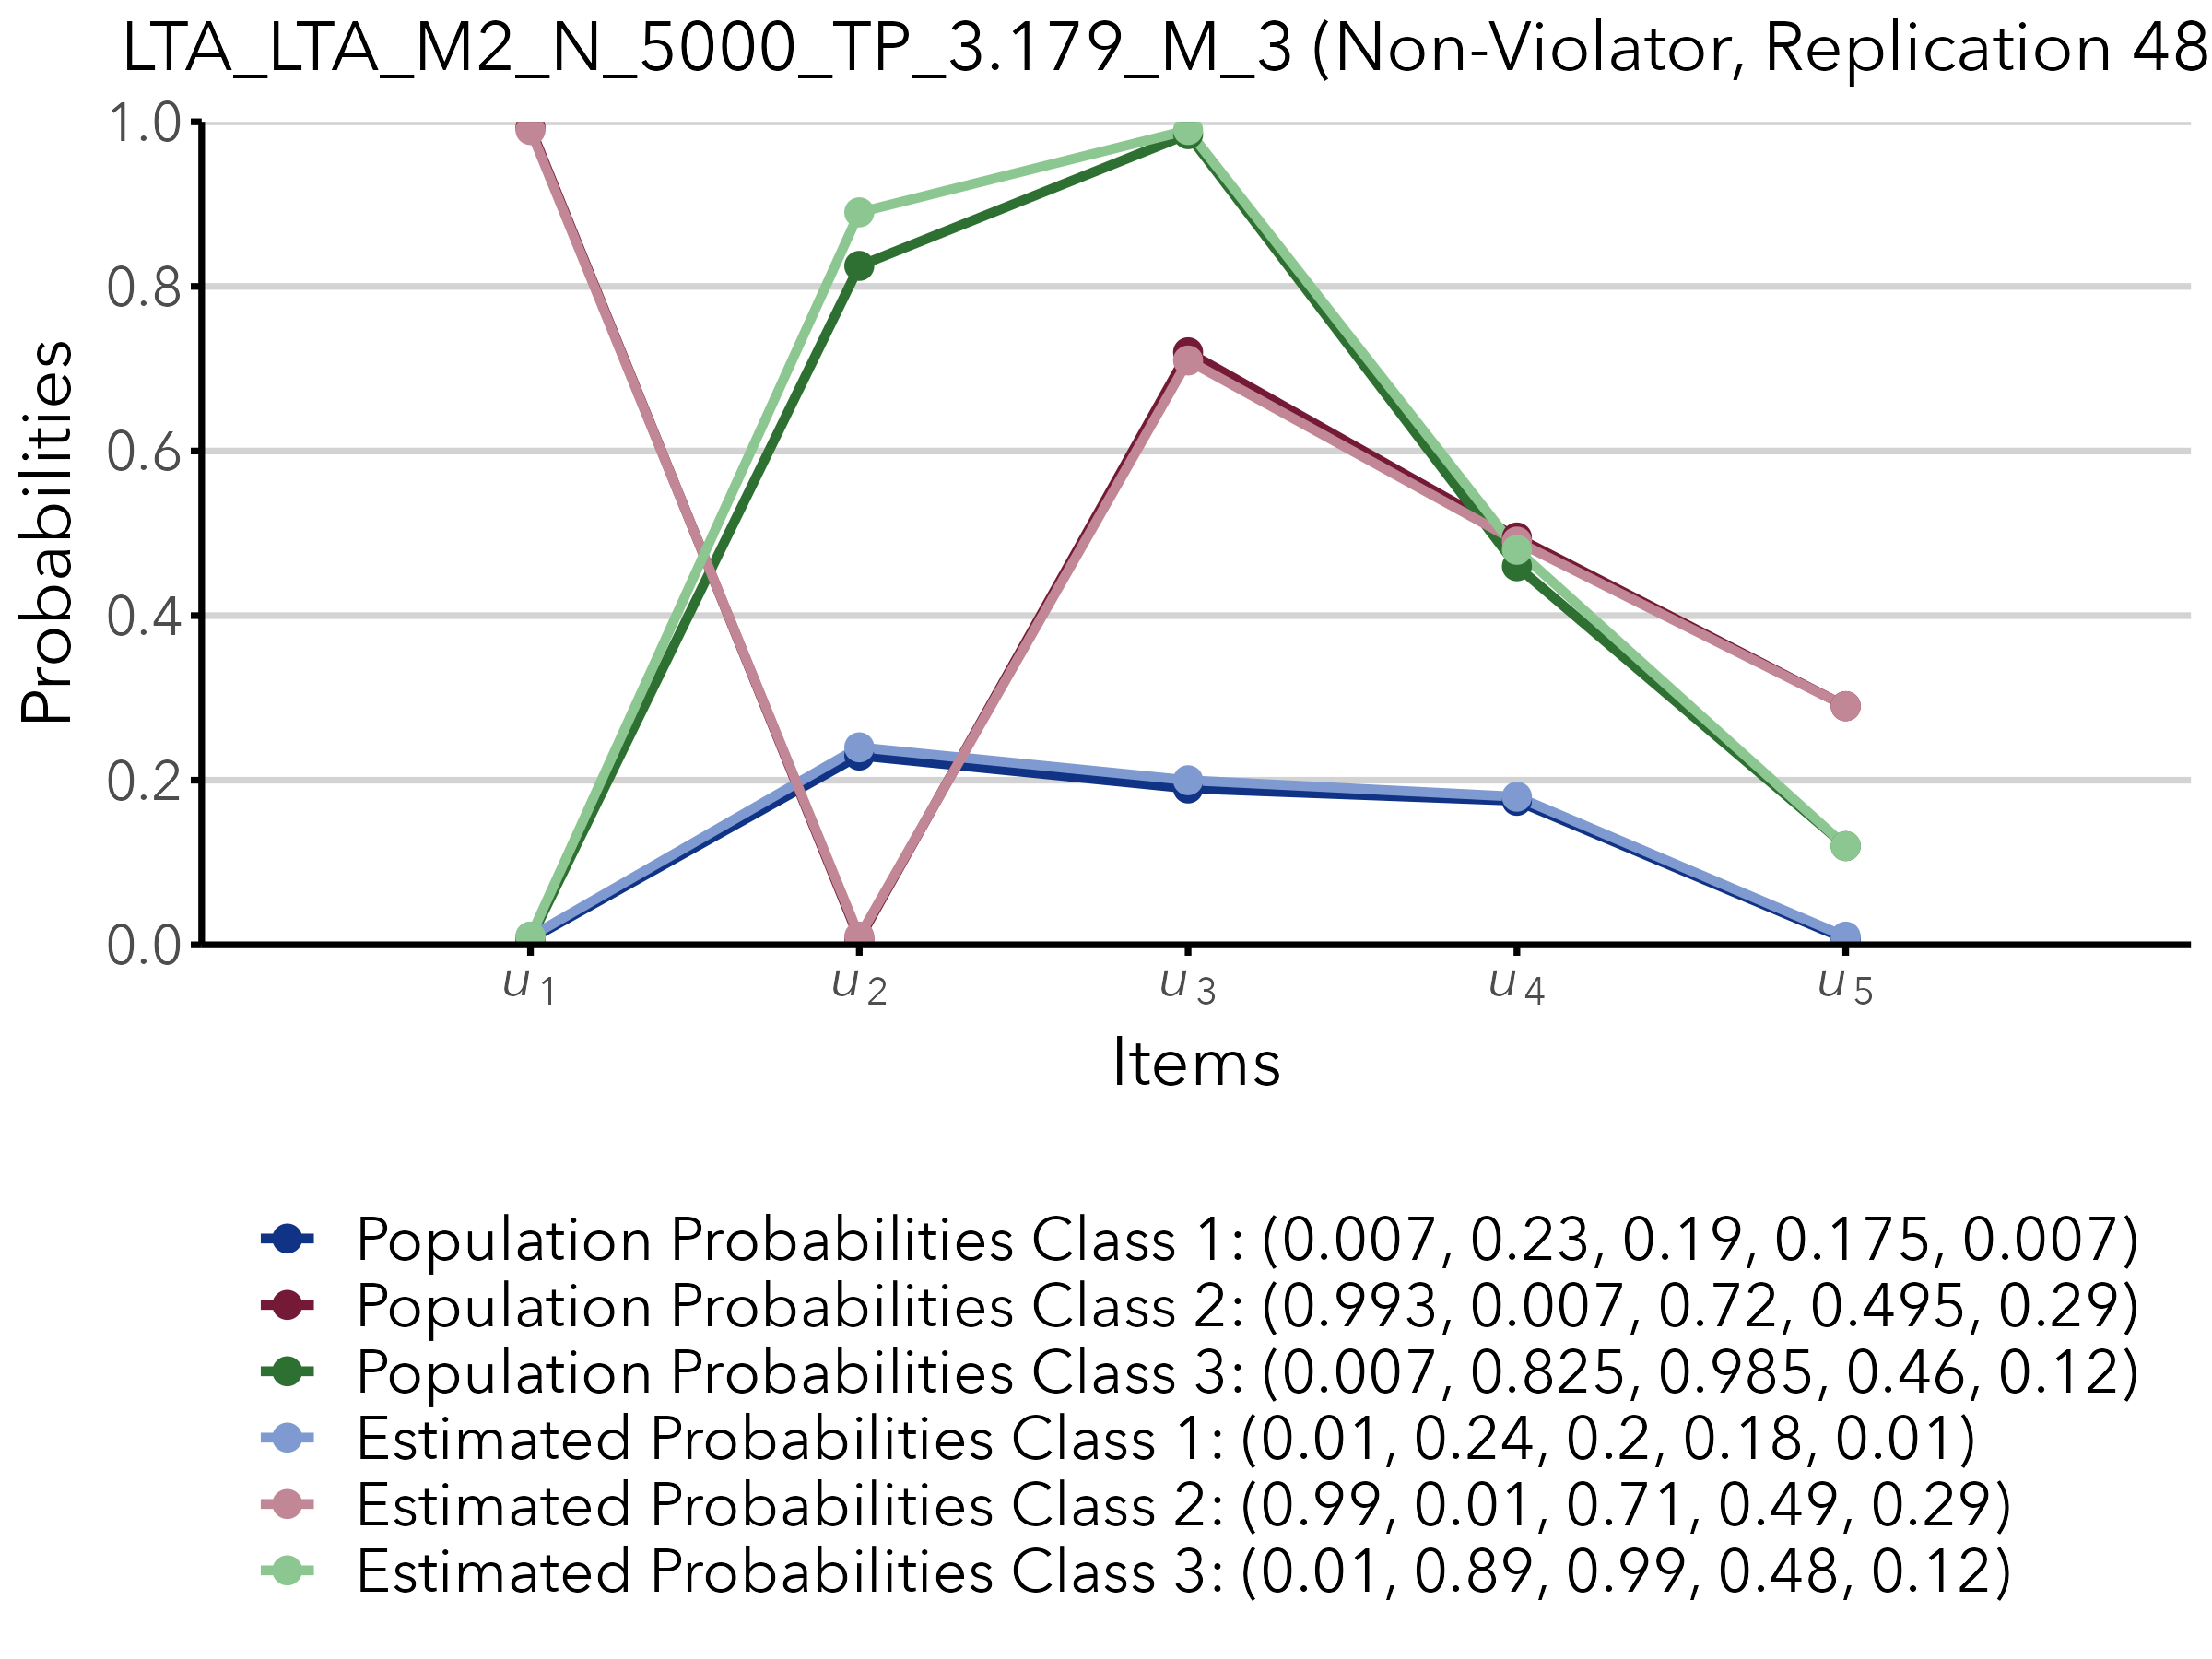 LTA_LTA_M2_N_5000_TP_3.179_M_3 (Non-Violator, Replication 48
Probabilities
1.0
0.8
0.6
0.4
0.2
0.0
u1
u2
u3
u4
u5
Items
Population Probabilities Class 1: (0.007, 0.23, 0.19, 0.175, 0.007)
Population Probabilities Class 2: (0.993, 0.007, 0.72, 0.495, 0.29)
Population Probabilities Class 3: (0.007, 0.825, 0.985, 0.46, 0.12)
Estimated Probabilities Class 1: (0.01, 0.24, 0.2, 0.18, 0.01)
Estimated Probabilities Class 2: (0.99, 0.01, 0.71, 0.49, 0.29)
Estimated Probabilities Class 3: (0.01, 0.89, 0.99, 0.48, 0.12)